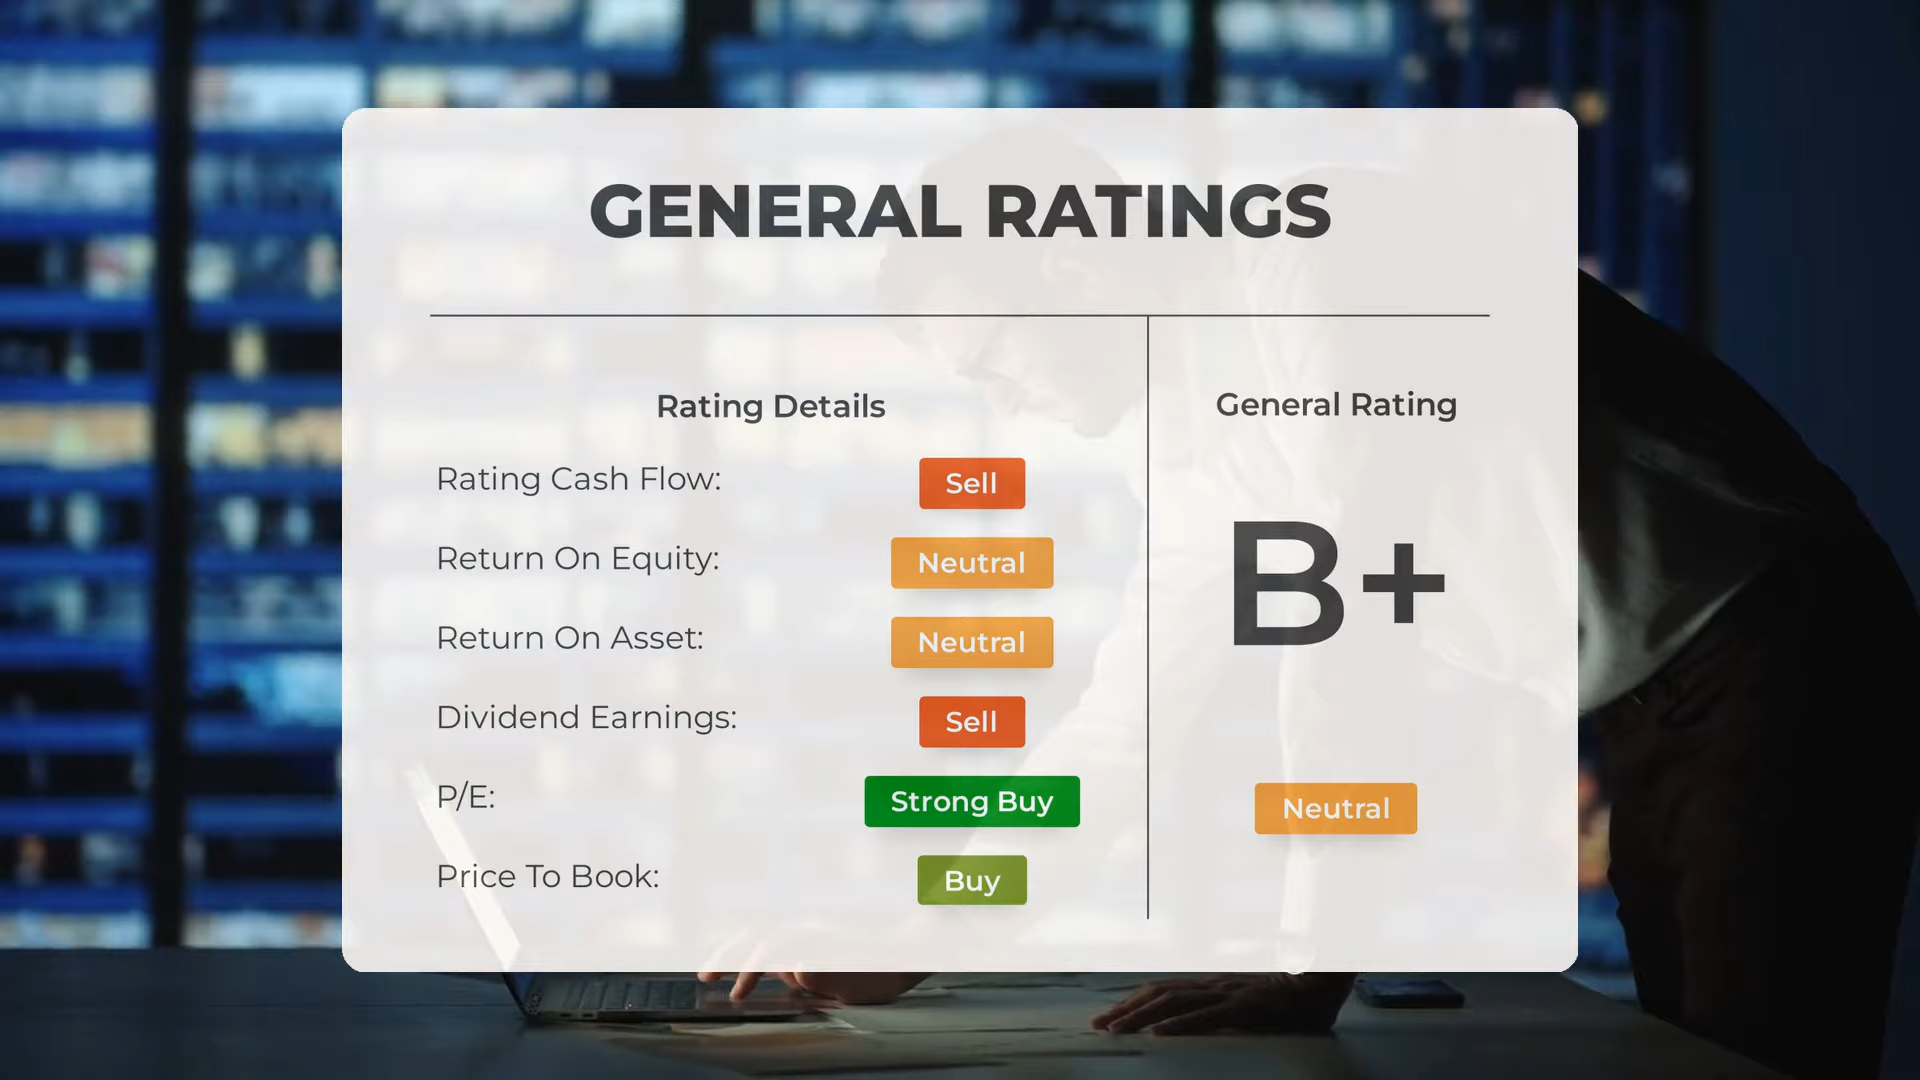 GENERAL RATINGS
Rating Details
Rating Cash Flow: Sell
Return On Equity: Neutral
Return On Asset: Neutral
Dividend Earnings: Sell
P/E: Strong Buy
Price To Book: Buy
General Rating
B+
Neutral